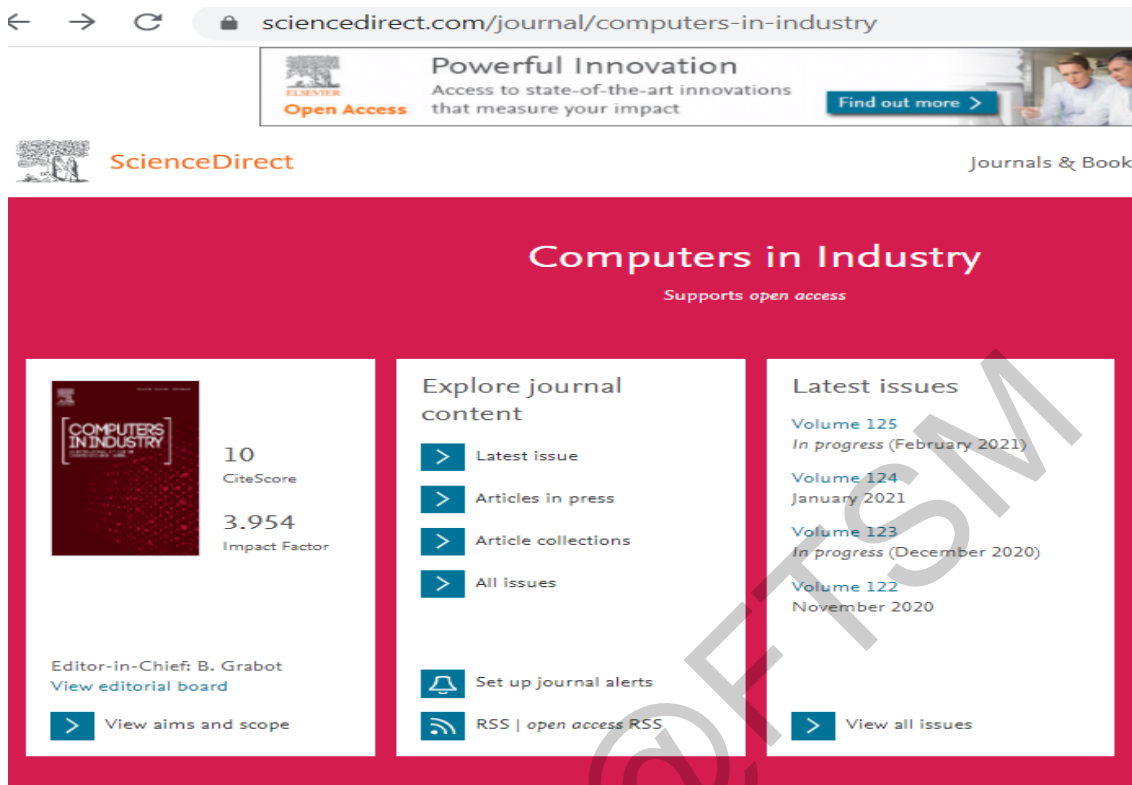 sciencedirect.com/journal/computers-in-industry
ELSEVIER
Open Access
Powerful Innovation
Access to state-of-the-art innovations
that measure your impact
Find out more >
ScienceDirect
Journals & Book
Computers in Industry
Supports open access
COMPUTERS
IN INDUSTRY
10
CiteScore
3.954
Impact Factor
Editor-in-Chief: B. Grabot
View editorial board
View aims and scope
Explore journal
content
Latest issue
Articles in press
Article collections
All issues
Set up journal alerts
RSS | open access RSS
Latest issues
Volume 125
In progress (February 2021)
Volume 124
January 2021
Volume 123
In progress (December 2020)
Volume 122
November 2020
View all issues
@FTSM